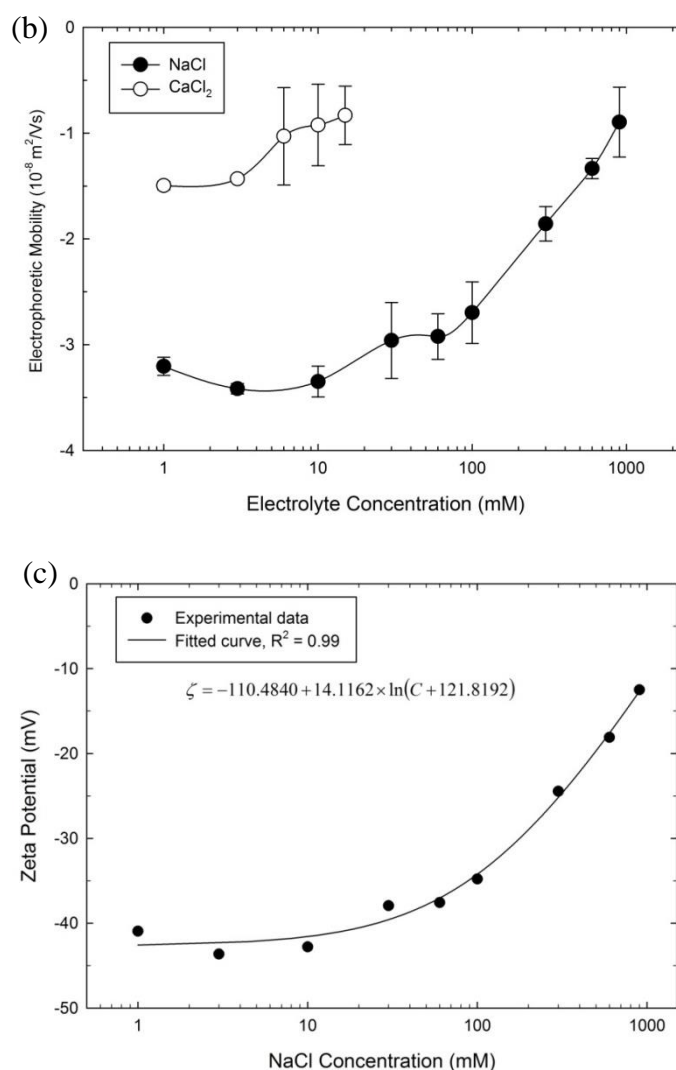 (b)
0
NaCl
CaCl₂
-1
-2
-3
-4
Electrophoretic Mobility (10⁻⁸ m²/Vs)
1
10
100
1000
Electrolyte Concentration (mM)
(c)
0
Experimental data
Fitted curve, R² = 0.99
ζ = −110.4840 + 14.1162 × ln(C + 121.8192)
-10
-20
-30
-40
-50
Zeta Potential (mV)
1
10
100
1000
NaCl Concentration (mM)